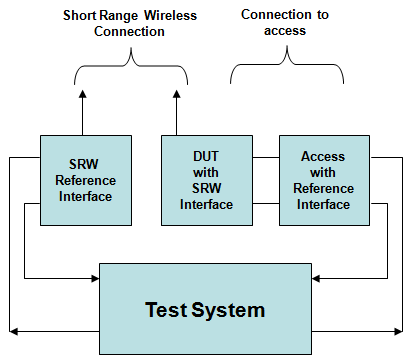 Short Range Wireless
Connection
Connection to
access
SRW
Reference
Interface
DUT
with
SRW
Interface
Access
with
Reference
Interface
Test System